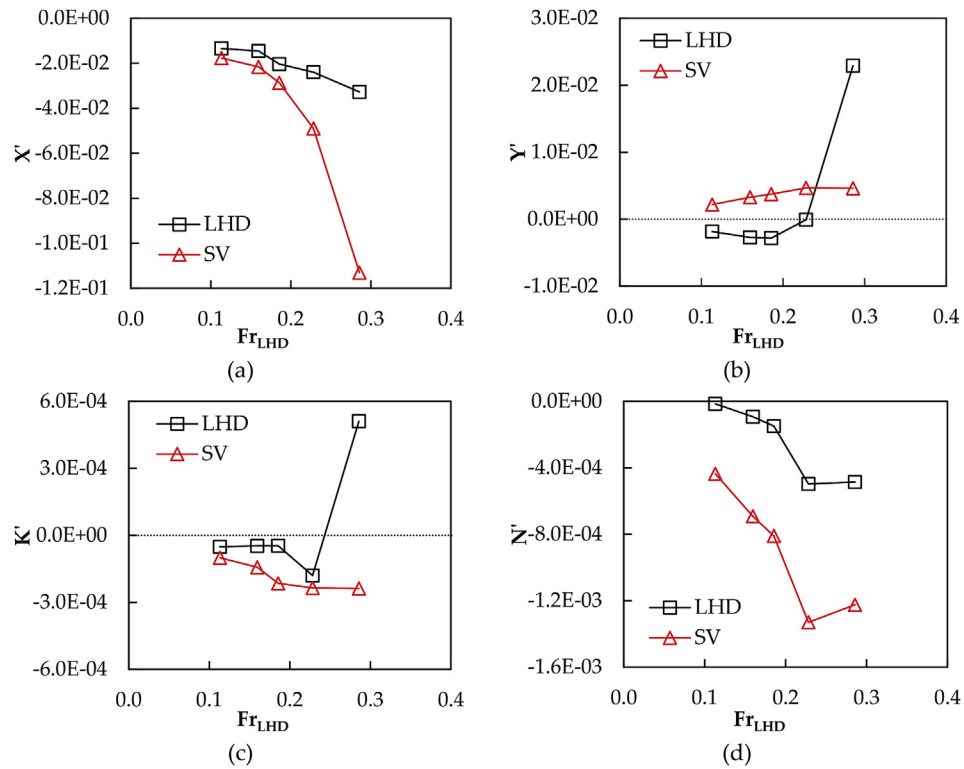 0.0E+00
-2.0E-02
-4.0E-02
-6.0E-02
-8.0E-02
-1.0E-01
-1.2E-01
X'
LHD
SV
0.0 0.1 0.2 0.3 0.4
FrLHD
(a)
3.0E-02
2.0E-02
1.0E-02
0.0E+00
-1.0E-02
Y'
LHD
SV
0.0 0.1 0.2 0.3 0.4
FrLHD
(b)
6.0E-04
3.0E-04
0.0E+00
-3.0E-04
-6.0E-04
K'
LHD
SV
0.0 0.1 0.2 0.3 0.4
FrLHD
(c)
0.0E+00
-4.0E-04
-8.0E-04
-1.2E-03
-1.6E-03
N'
LHD
SV
0.0 0.1 0.2 0.3 0.4
FrLHD
(d)